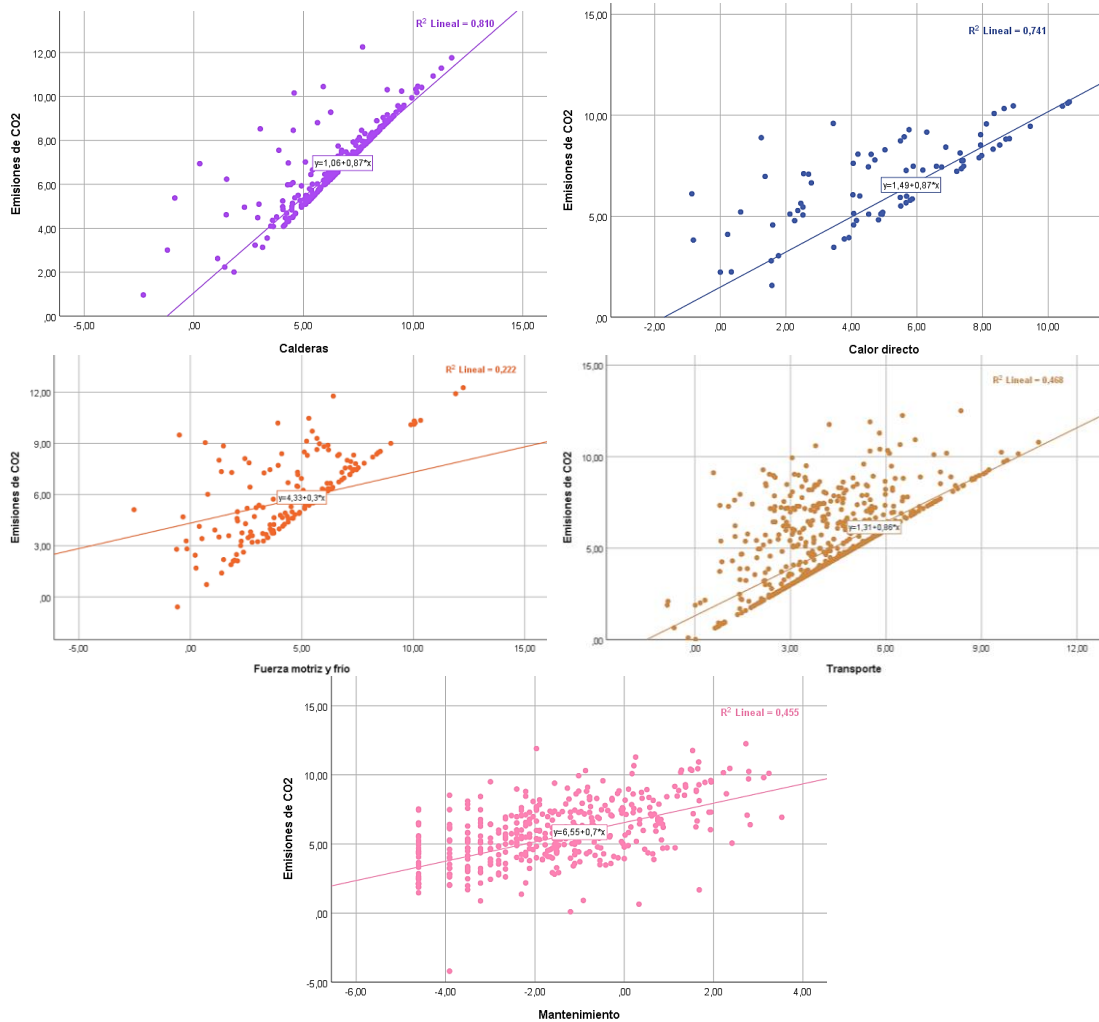 R² Lineal = 0,810
12,00
10,00
8,00
6,00
4,00
2,00
,00
Emisiones de CO2
y=1,06+0,87*x
-5,00 ,00 5,00 10,00 15,00
Calderas
R² Lineal = 0,741
15,00
10,00
5,00
,00
Emisiones de CO2
y=1,49+0,87*x
-2,00 ,00 2,00 4,00 6,00 8,00 10,00
Calor directo
R² Lineal = 0,222
12,00
9,00
6,00
3,00
,00
Emisiones de CO2
y=4,33+0,3*x
-5,00 ,00 5,00 10,00 15,00
Fuerza motriz y frío
R² Lineal = 0,468
15,00
10,00
5,00
,00
Emisiones de CO2
y=1,31+0,86*x
,00 3,00 6,00 9,00 12,00
Transporte
R² Lineal = 0,455
15,00
10,00
5,00
,00
-5,00
Emisiones de CO2
y=6,55+0,7*x
-6,00 -4,00 -2,00 ,00 2,00 4,00
Mantenimiento